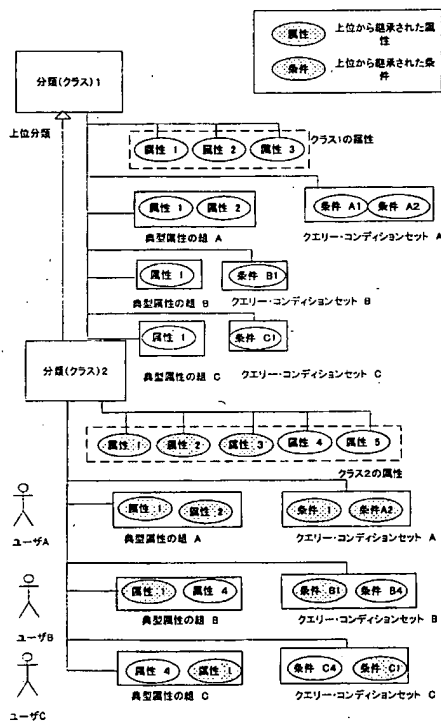 属性
上位から継承された属
性
条件
上位から継承された条
件
分類(クラス)1
上位分類
属性 1
属性 2
属性 3
クラス1の属性
属性 1
属性 2
典型属性の組 A
条件 A1
条件 A2
クエリー・コンディションセット A
属性 1
典型属性の組 B
条件 B1
クエリー・コンディションセット B
属性 1
典型属性の組 C
条件 C1
クエリー・コンディションセット C
分類(クラス)2
属性 1
属性 2
属性 3
属性 4
属性 5
クラス2の属性
ユーザA
属性 1
属性 2
典型属性の組 A
条件 1
条件 A2
クエリー・コンディションセット A
ユーザB
属性 1
属性 4
典型属性の組 B
条件 B1
条件 B4
クエリー・コンディションセット B
ユーザC
属性 4
属性 1
典型属性の組 C
条件 C4
条件 C1
クエリー・コンディションセット C